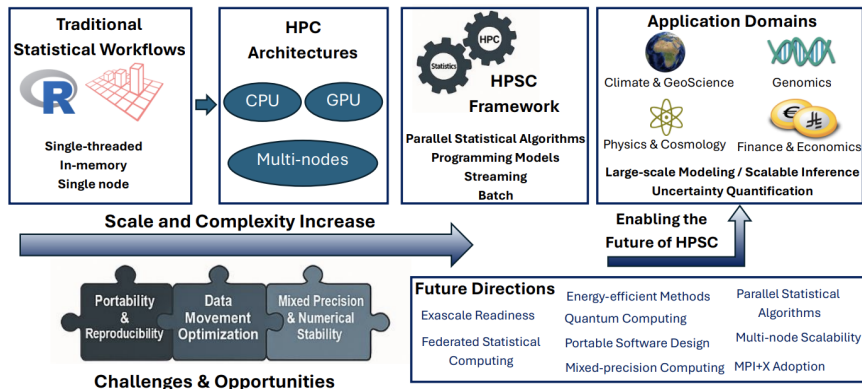 Traditional
Statistical Workflows
R
Single-threaded
In-memory
Single node
HPC
Architectures
CPU
GPU
Multi-nodes
Statistics
HPC
HPSC
Framework
Parallel Statistical Algorithms
Programming Models
Streaming
Batch
Application Domains
Climate & GeoScience
Genomics
Physics & Cosmology
Finance & Economics
Large-scale Modeling / Scalable Inference
Uncertainty Quantification
Scale and Complexity Increase
Enabling the
Future of HPSC
Portability
&
Reproducibility
Data
Movement
Optimization
Mixed Precision
& Numerical
Stability
Challenges & Opportunities
Future Directions
Exascale Readiness
Federated Statistical
Computing
Energy-efficient Methods
Quantum Computing
Portable Software Design
Mixed-precision Computing
Parallel Statistical
Algorithms
Multi-node Scalability
MPI+X Adoption